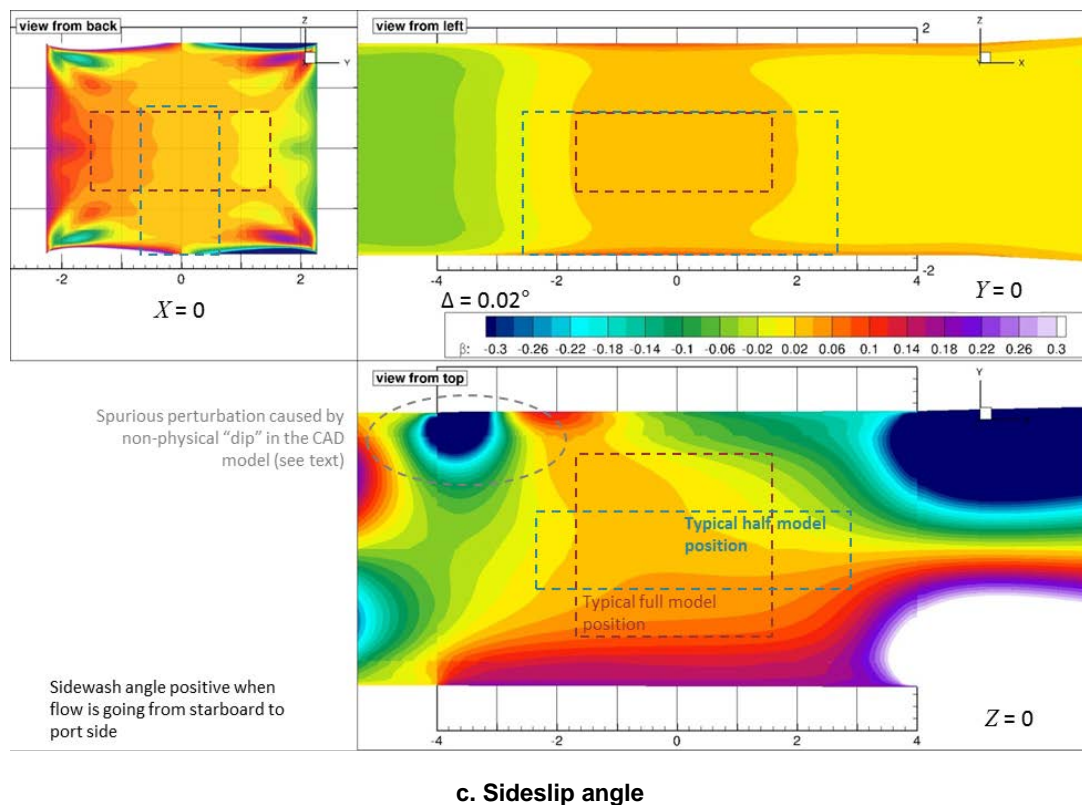 view from back
Z
Y
-2
0
2
X = 0
view from left
Z
Y
X
2
-2
-4
-2
0
2
4
Δ = 0.02°
Y = 0
β: -0.3 -0.26 -0.22 -0.18 -0.14 -0.1 -0.06 -0.02 0.02 0.06 0.1 0.14 0.18 0.22 0.26 0.3
view from top
Y
Spurious perturbation caused by
non-physical “dip” in the CAD
model (see text)
Typical half model
position
Typical full model
position
Sidewash angle positive when
flow is going from starboard to
port side
Z = 0
-4
-2
0
2
4
c. Sideslip angle